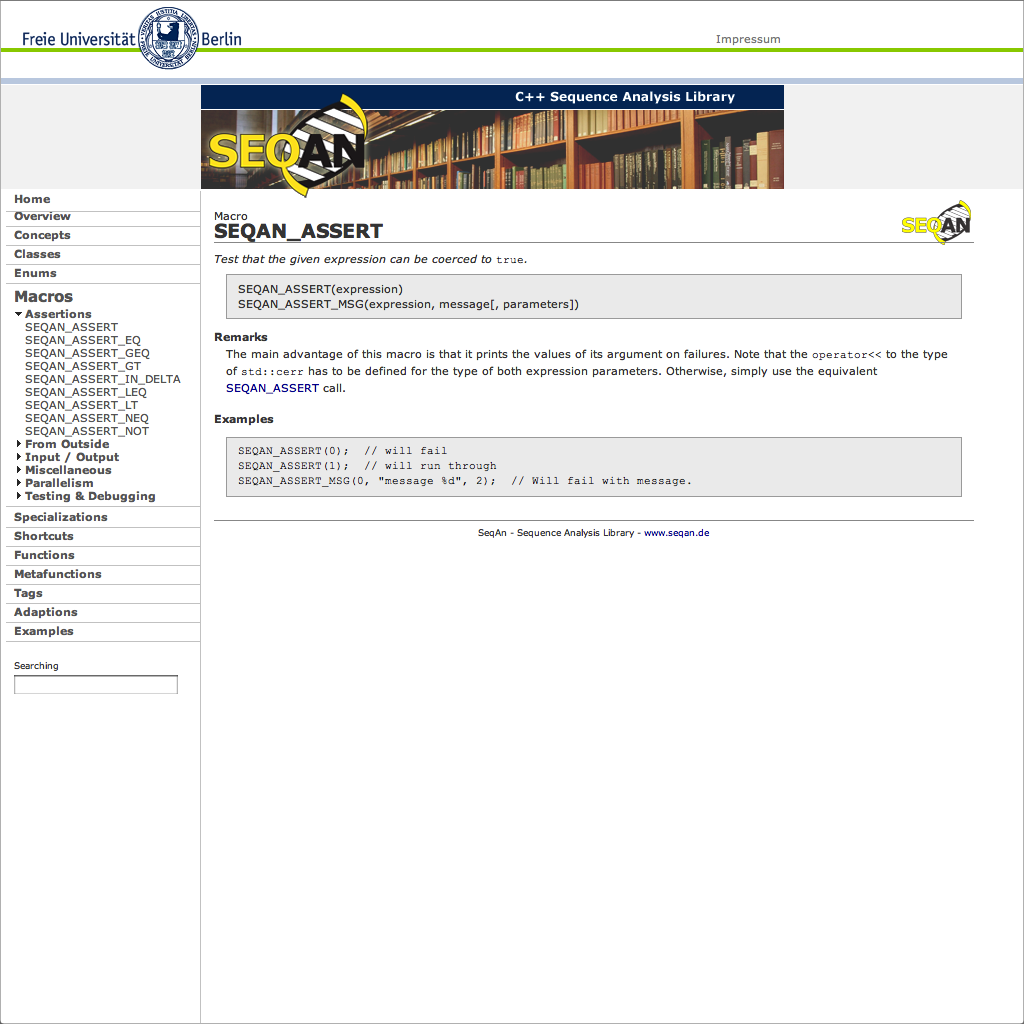 Freie Universität Berlin
Impressum
C++ Sequence Analysis Library
SEQAN
Home
Overview
Concepts
Classes
Enums
Macros
Assertions
SEQAN_ASSERT
SEQAN_ASSERT_EQ
SEQAN_ASSERT_GEQ
SEQAN_ASSERT_GT
SEQAN_ASSERT_IN_DELTA
SEQAN_ASSERT_LEQ
SEQAN_ASSERT_LT
SEQAN_ASSERT_NEQ
SEQAN_ASSERT_NOT
From Outside
Input / Output
Miscellaneous
Parallelism
Testing & Debugging
Specializations
Shortcuts
Functions
Metafunctions
Tags
Adaptions
Examples
Searching
Macro
SEQAN_ASSERT
SEQAN
Test that the given expression can be coerced to true.
SEQAN_ASSERT(expression)
SEQAN_ASSERT_MSG(expression, message[, parameters])
Remarks
The main advantage of this macro is that it prints the values of its argument on failures. Note that the operator<< to the type
of std::cerr has to be defined for the type of both expression parameters. Otherwise, simply use the equivalent
SEQAN_ASSERT call.
Examples
SEQAN_ASSERT(0);  // will fail
SEQAN_ASSERT(1);  // will run through
SEQAN_ASSERT_MSG(0, "message %d", 2);  // Will fail with message.
SeqAn - Sequence Analysis Library - www.seqan.de